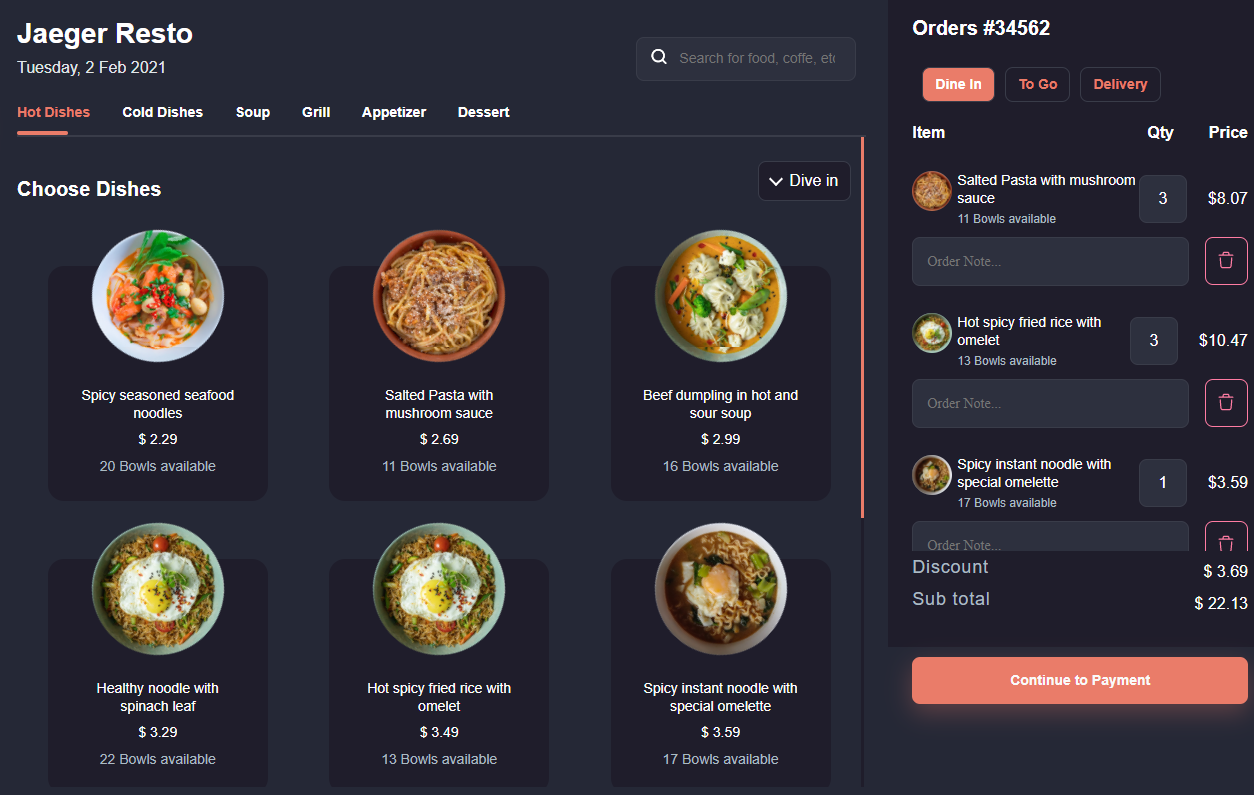 Jaeger Resto
Tuesday, 2 Feb 2021
Search for food, coffe, etc
Hot Dishes
Cold Dishes
Soup
Grill
Appetizer
Dessert
Choose Dishes
Dive in
Spicy seasoned seafood
noodles
$ 2.29
20 Bowls available
Salted Pasta with
mushroom sauce
$ 2.69
11 Bowls available
Beef dumpling in hot and
sour soup
$ 2.99
16 Bowls available
Healthy noodle with
spinach leaf
$ 3.29
22 Bowls available
Hot spicy fried rice with
omelet
$ 3.49
13 Bowls available
Spicy instant noodle with
special omelette
$ 3.59
17 Bowls available
Orders #34562
Dine In
To Go
Delivery
Item Qty Price
Salted Pasta with mushroom
sauce
11 Bowls available
3
$8.07
Order Note...
Hot spicy fried rice with
omelet
13 Bowls available
3
$10.47
Order Note...
Spicy instant noodle with
special omelette
17 Bowls available
1
$3.59
Order Note...
Discount $ 3.69
Sub total $ 22.13
Continue to Payment